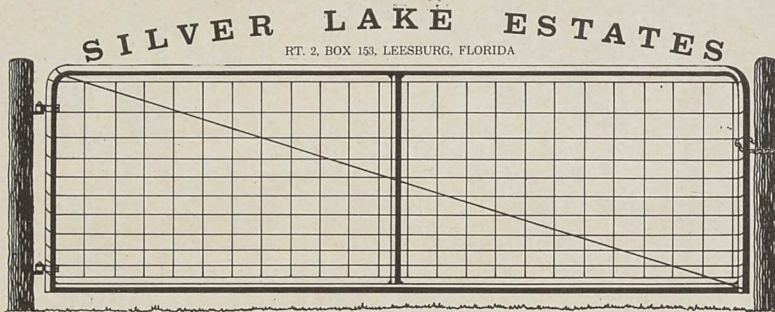 SILVER LAKE ESTATES
RT. 2, BOX 153, LEESBURG, FLORIDA